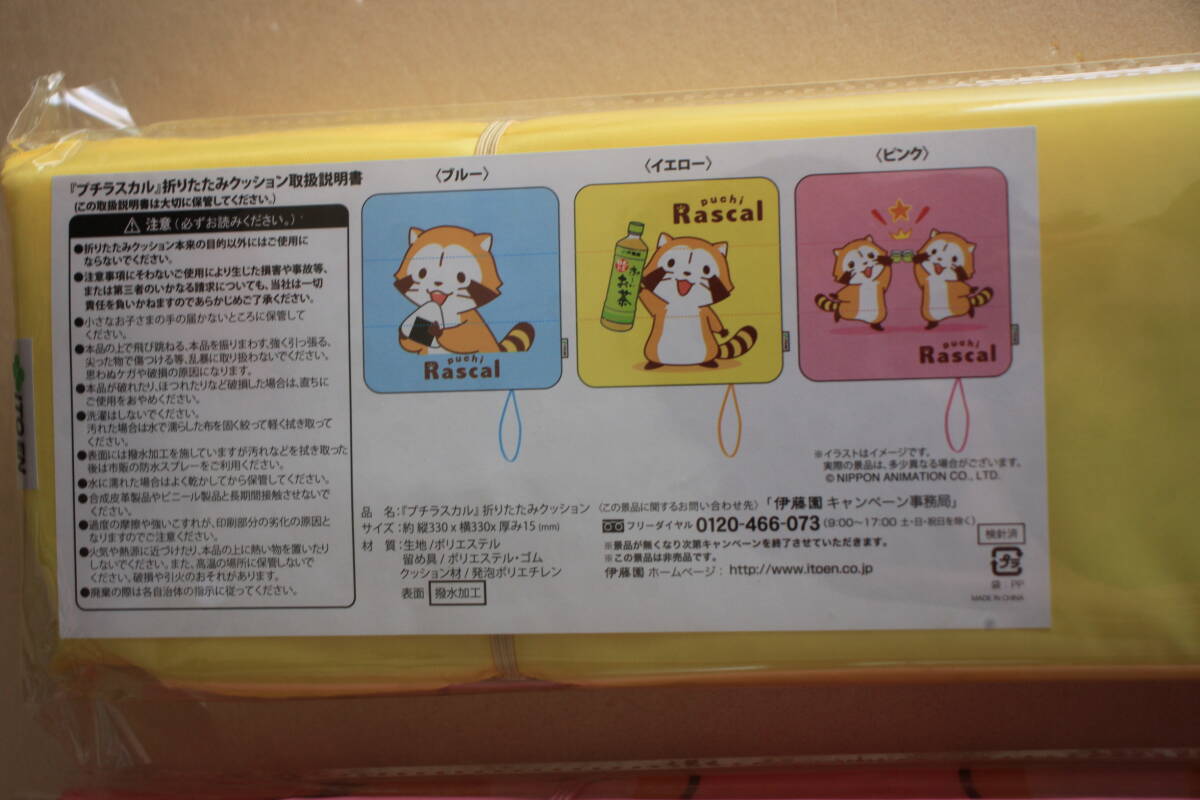 『プチラスカル』折りたたみクッション取扱説明書
(この取扱説明書は大切に保管してください。)
注意(必ずお読みください。)
●折りたたみクッション本来の目的以外にはご使用に
ならないでください。
●注意事項にそわないご使用により生じた損害や事故等、
または第三者のいかなる請求についても、当社は一切
責任を負いかねますのであらかじめご了承ください。
●小さなお子さまの手の届かないところに保管して
ください。
●本品の上で飛び跳ねる、本品を振りまわす、強く引っ張る、
尖った物で傷つける等、乱暴に取り扱わないでください。
思わぬケガや破損の原因になります。
●本品が破れたり、ほつれたりなど破損した場合は、直ちに
ご使用をおやめください。
●洗濯はしないでください。
汚れた場合は水で濡らした布を固く絞って軽く拭き取って
ください。
●表面には撥水加工を施していますが汚れなどを拭き取った
後は市販の防水スプレーをご利用ください。
●水に濡れた場合はよく乾かしてから保管してください。
●合成皮革製品やビニール製品と長期間接触させないで
ください。
●過度の摩擦や強いこすれが、印刷部分の劣化の原因と
なりますのでご注意ください。
●火気や熱源に近づけたり、本品の上に熱い物を置いたり
しないでください。また、高温の場所に保管しないで
ください。破損や引火のおそれがあります。
●廃棄の際は各自治体の指示に従ってください。
〈ブルー〉
puchi
Rascal
〈イエロー〉
puchi
Rascal
お〜いお茶
〈ピンク〉
puchi
Rascal
※イラストはイメージです。
実際の景品は、多少異なる場合がございます。
© NIPPON ANIMATION CO., LTD.
品 名:『プチラスカル』折りたたみクッション
サイズ:約 縦330 x 横330x 厚み15 (mm)
材 質:生地/ポリエステル
留め具/ポリエステル・ゴム
クッション材/発泡ポリエチレン
表面 撥水加工
〈この景品に関するお問い合わせ先〉「伊藤園 キャンペーン事務局」
フリーダイヤル 0120-466-073 (9:00〜17:00 土・日・祝日を除く)
※景品が無くなり次第キャンペーンを終了させていただきます。
※この景品は非売品です。
伊藤園 ホームページ: http://www.itoen.co.jp
検針済
プラ
袋:PP
MADE IN CHINA
ITO EN